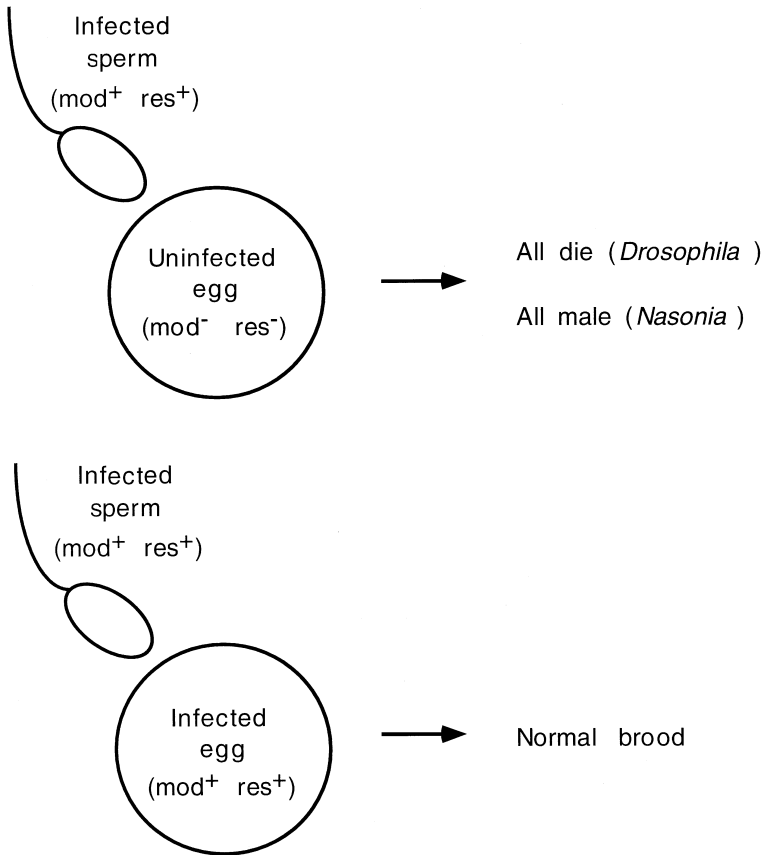 Infected
sperm
(mod+ res+)
Uninfected
egg
(mod- res-)
All die (Drosophila )
All male (Nasonia )
Infected
sperm
(mod+ res+)
Infected
egg
(mod+ res+)
Normal brood